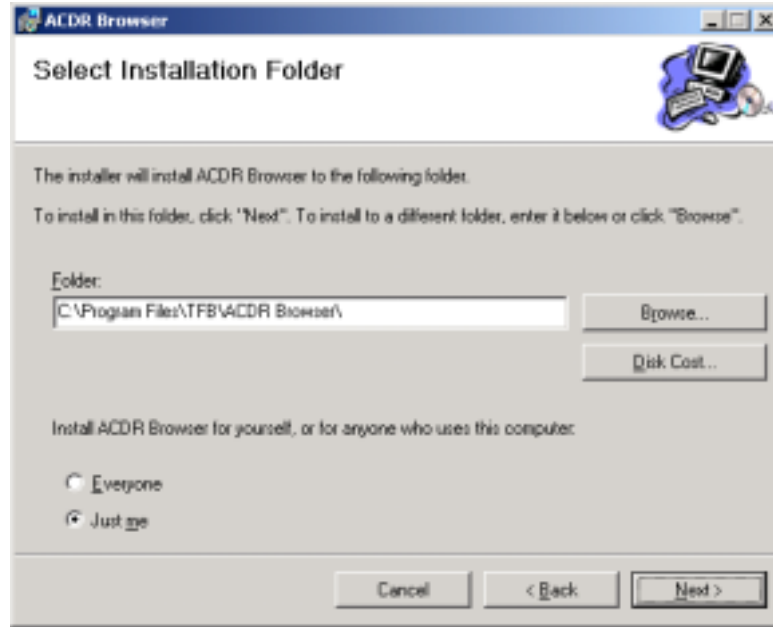 ACDR Browser
Select Installation Folder
The installer will install ACDR Browser to the following folder.
To install in this folder, click "Next". To install to a different folder, enter it below or click "Browse".
Folder:
C:\Program Files\TFB\ACDR Browser\
Browse...
Disk Cost...
Install ACDR Browser for yourself, or for anyone who uses this computer:
Everyone
Just me
Cancel
< Back
Next >